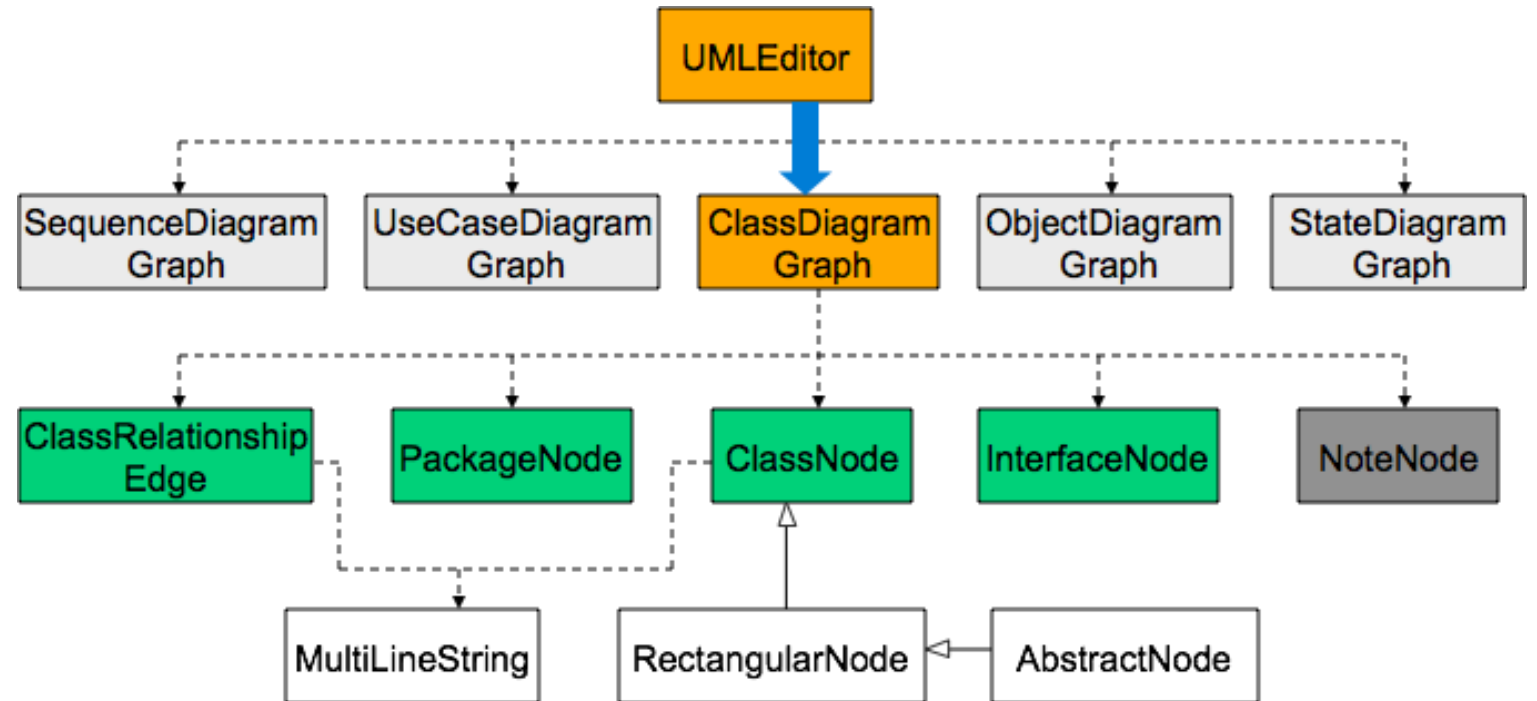 UMLEditor
SequenceDiagram
Graph
UseCaseDiagram
Graph
ClassDiagram
Graph
ObjectDiagram
Graph
StateDiagram
Graph
ClassRelationship
Edge
PackageNode
ClassNode
InterfaceNode
NoteNode
MultiLineString
RectangularNode
AbstractNode